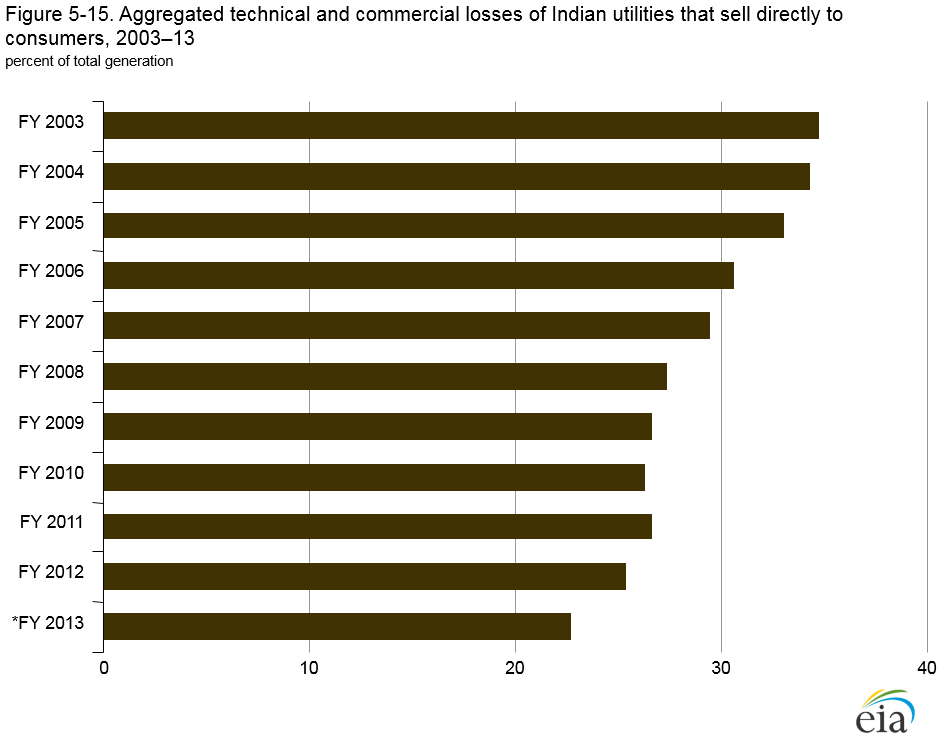 Figure 5-15. Aggregated technical and commercial losses of Indian utilities that sell directly to
consumers, 2003–13
percent of total generation
FY 2003
FY 2004
FY 2005
FY 2006
FY 2007
FY 2008
FY 2009
FY 2010
FY 2011
FY 2012
*FY 2013
0 10 20 30 40
eia